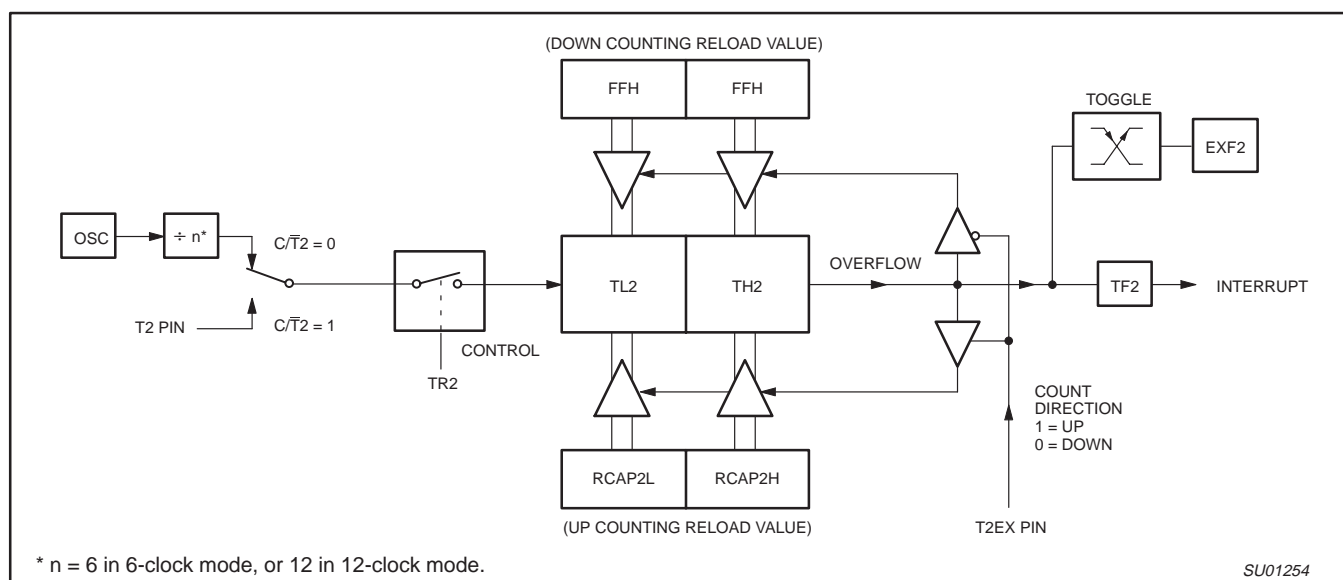 (DOWN COUNTING RELOAD VALUE)
FFH
FFH
TOGGLE
EXF2
OSC
÷ n*
C/T̅2 = 0
TL2
TH2
OVERFLOW
TF2
INTERRUPT
T2 PIN
C/T̅2 = 1
CONTROL
TR2
COUNT
DIRECTION
1 = UP
0 = DOWN
RCAP2L
RCAP2H
(UP COUNTING RELOAD VALUE)
T2EX PIN
* n = 6 in 6-clock mode, or 12 in 12-clock mode.
SU01254